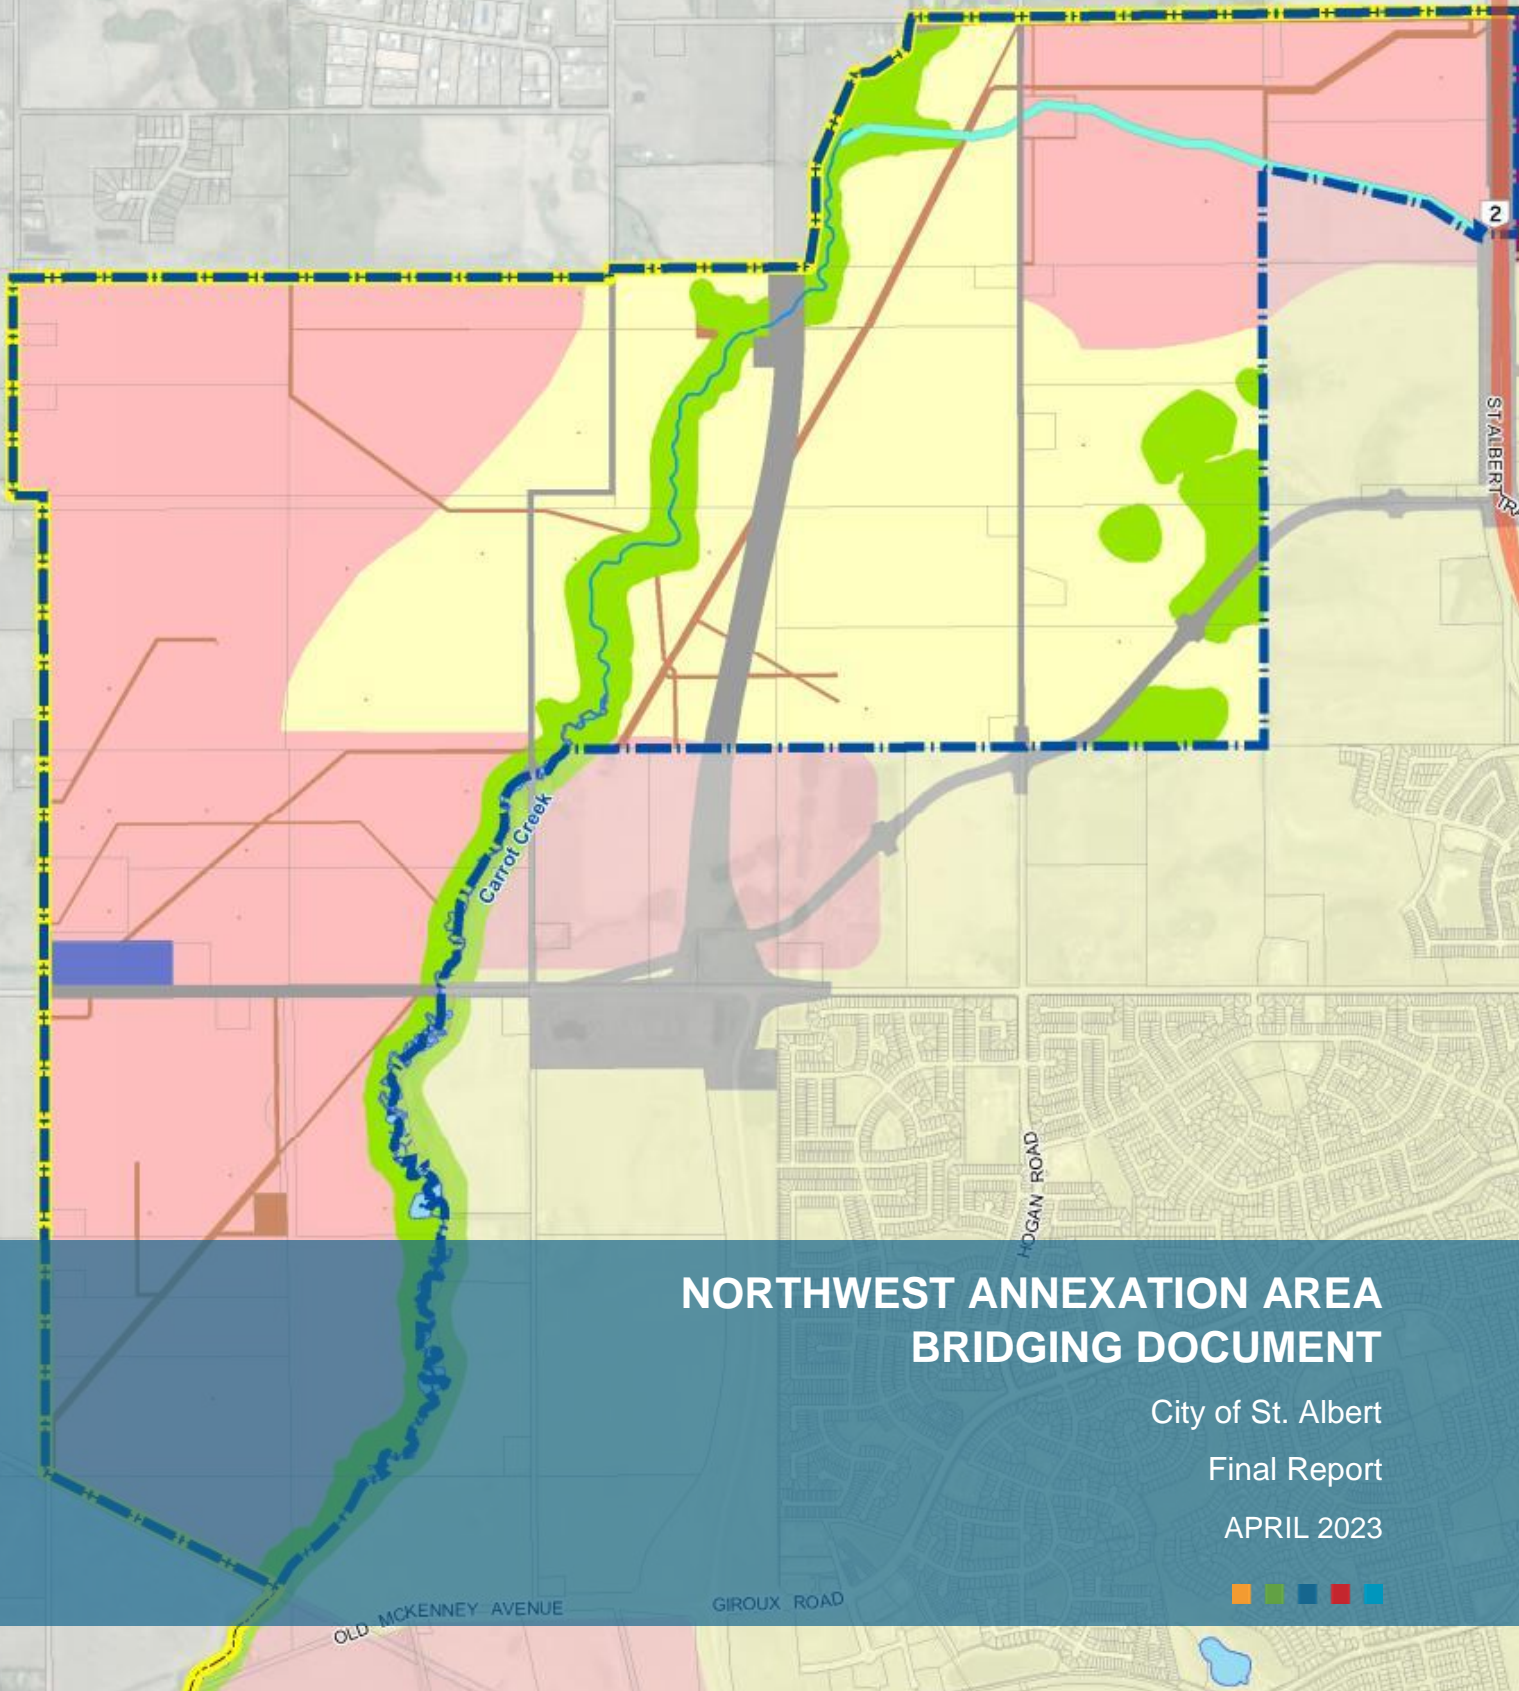 2
ST ALBERT TRA
Carrot Creek
HOGAN ROAD
NORTHWEST ANNEXATION AREA
BRIDGING DOCUMENT
City of St. Albert
Final Report
APRIL 2023
OLD MCKENNEY AVENUE
GIROUX ROAD